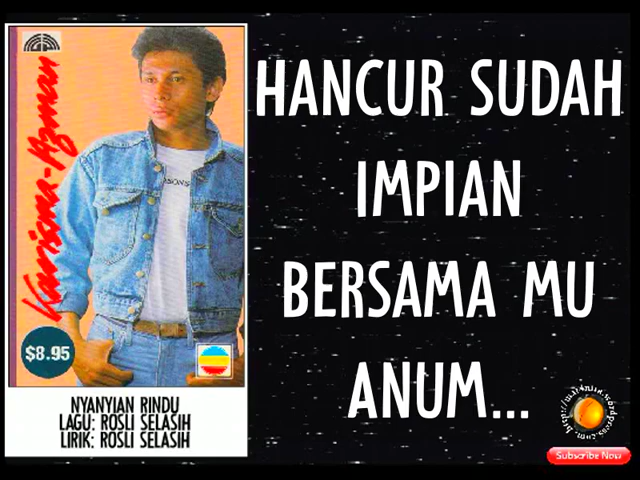 Karisma-Azman
$8.95
NYANYIAN RINDU
LAGU: ROSLI SELASIH
LIRIK: ROSLI SELASIH
HANCUR SUDAH
IMPIAN
BERSAMA MU
ANUM...
Subscribe Now